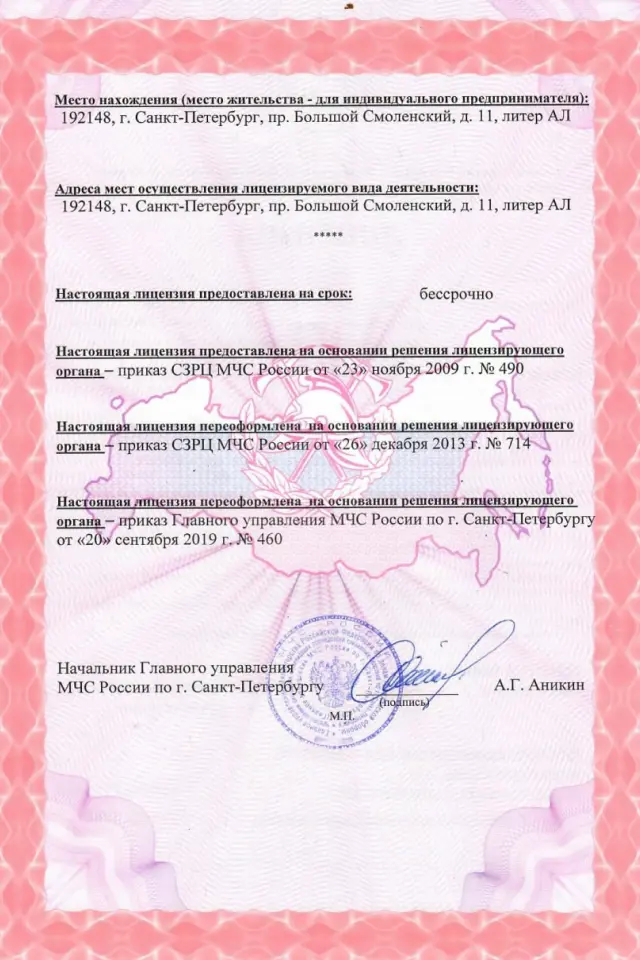 Место нахождения (место жительства - для индивидуального предпринимателя):
192148, г. Санкт-Петербург, пр. Большой Смоленский, д. 11, литер АЛ
Адреса мест осуществления лицензируемого вида деятельности:
192148, г. Санкт-Петербург, пр. Большой Смоленский, д. 11, литер АЛ
*****
Настоящая лицензия предоставлена на срок: бессрочно
Настоящая лицензия предоставлена на основании решения лицензирующего
органа – приказ СЗРЦ МЧС России от «23» ноября 2009 г. № 490
Настоящая лицензия переоформлена на основании решения лицензирующего
органа – приказ СЗРЦ МЧС России от «26» декабря 2013 г. № 714
Настоящая лицензия переоформлена на основании решения лицензирующего
органа – приказ Главного управления МЧС России по г. Санкт-Петербургу
от «20» сентября 2019 г. № 460
Начальник Главного управления
МЧС России по г. Санкт-Петербургу А.Г. Аникин
(подпись)
М.П.